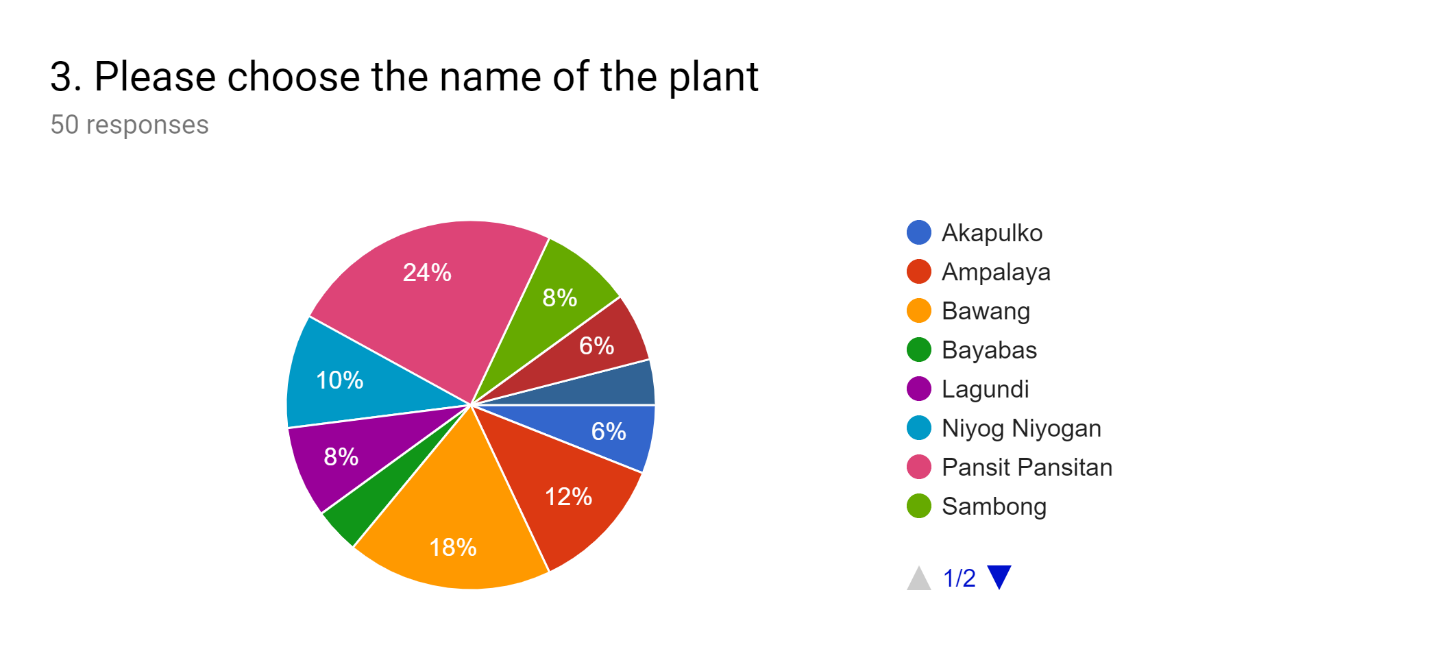 3. Please choose the name of the plant
50 responses
24%
8%
6%
10%
6%
8%
12%
18%
Akapulko
Ampalaya
Bawang
Bayabas
Lagundi
Niyog Niyogan
Pansit Pansitan
Sambong
1/2